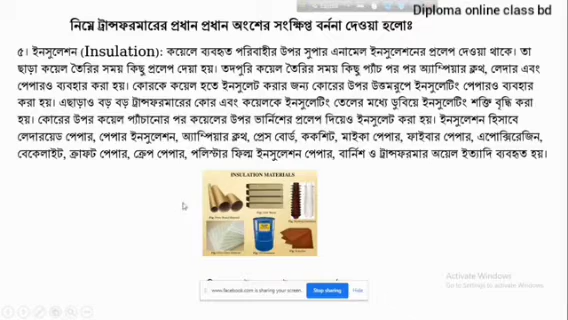 Diploma online class bd
নিম্নে ট্রান্সফরমারের প্রধান প্রধান অংশের সংক্ষিপ্ত বর্ননা দেওয়া হলোঃ
৫। ইনসুলেশন (Insulation): কয়েলে ব্যবহৃত পরিবাহীর উপর সুপার এনামেল ইনসুলেশনের প্রলেপ দেওয়া থাকে। তা
ছাড়া কয়েল তৈরির সময় কিছু প্রলেপ দেয়া হয়। তদপুরি কয়েল তৈরির সময় কিছু প্যাঁচ পর পর অ্যাম্পিয়ার ক্লথ, লেদার এবং
পেপারও ব্যবহার করা হয়। কোরকে কয়েল হতে ইনসুলেট করার জন্য কোরের উপর উত্তমরুপে ইনসুলেটিং পেপারও ব্যবহার
করা হয়। এছাড়াও বড় বড় ট্রান্সফরমারের কোর এবং কয়েলকে ইনসুলেটিং তেলের মধ্যে ডুবিয়ে ইনসুলেটিং শক্তি বৃদ্ধি করা
হয়। কোরের উপর কয়েল প্যাঁচানোর পর কয়েলের উপর ভার্নিশের প্রলেপ দিয়েও ইনসুলেট করা হয়। ইনসুলেশন হিসাবে
লেদারয়েড পেপার, পেপার ইনসুলেশন, অ্যাম্পিয়ার ক্লথ, প্রেস বোর্ড, ককশিট, মাইকা পেপার, ফাইবার পেপার, এপোক্সিরেজিন,
বেকেলাইট, ক্রাফট পেপার, ক্রেপ পেপার, পলিস্টার ফিল্ম ইনসুলেশন পেপার, বার্নিশ ও ট্রান্সফরমার অয়েল ইত্যাদি ব্যবহৃত হয়।
INSULATION MATERIALS
www.facebook.com is sharing your screen.
Stop sharing
Hide
Activate Windows
Go to Settings to activate Windows.